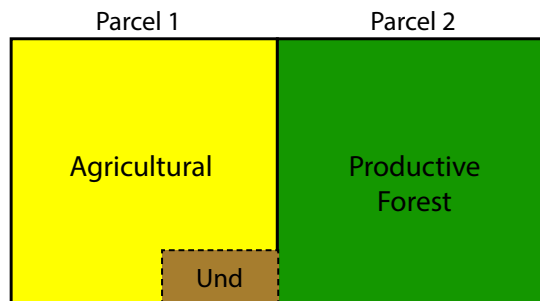 Parcel 1
Parcel 2
Agricultural
Productive
Forest
Und